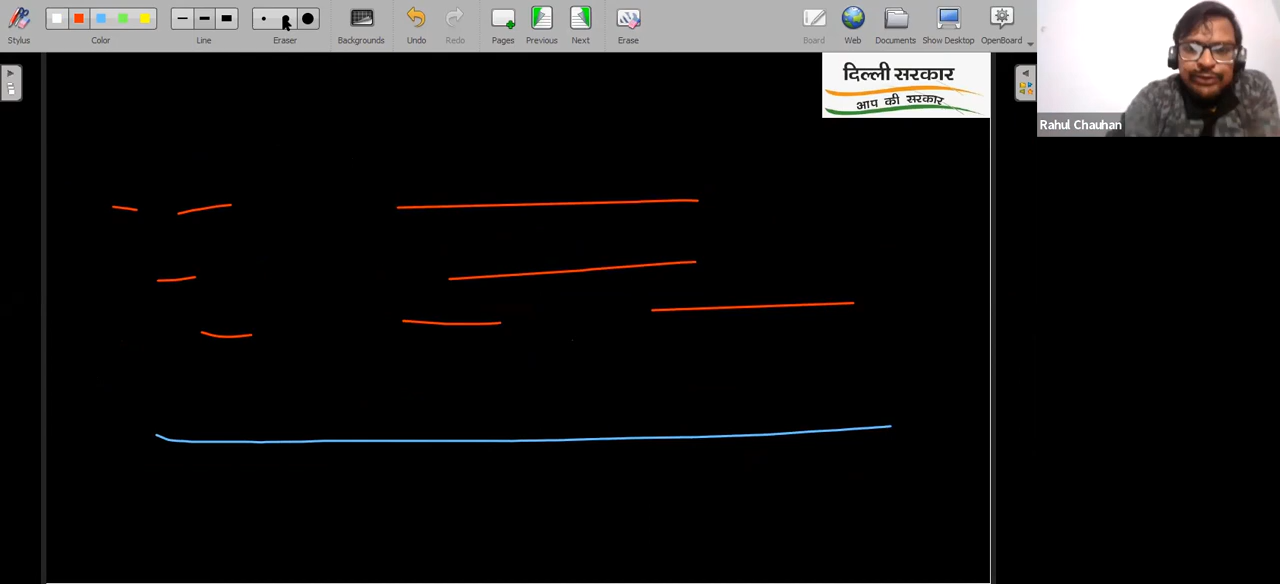 Stylus
Color
Line
Eraser
Backgrounds
Undo
Redo
Pages
Previous
Next
Erase
Board
Web
Documents
Show Desktop
OpenBoard
दिल्ली सरकार
आप की सरकार
Rahul Chauhan